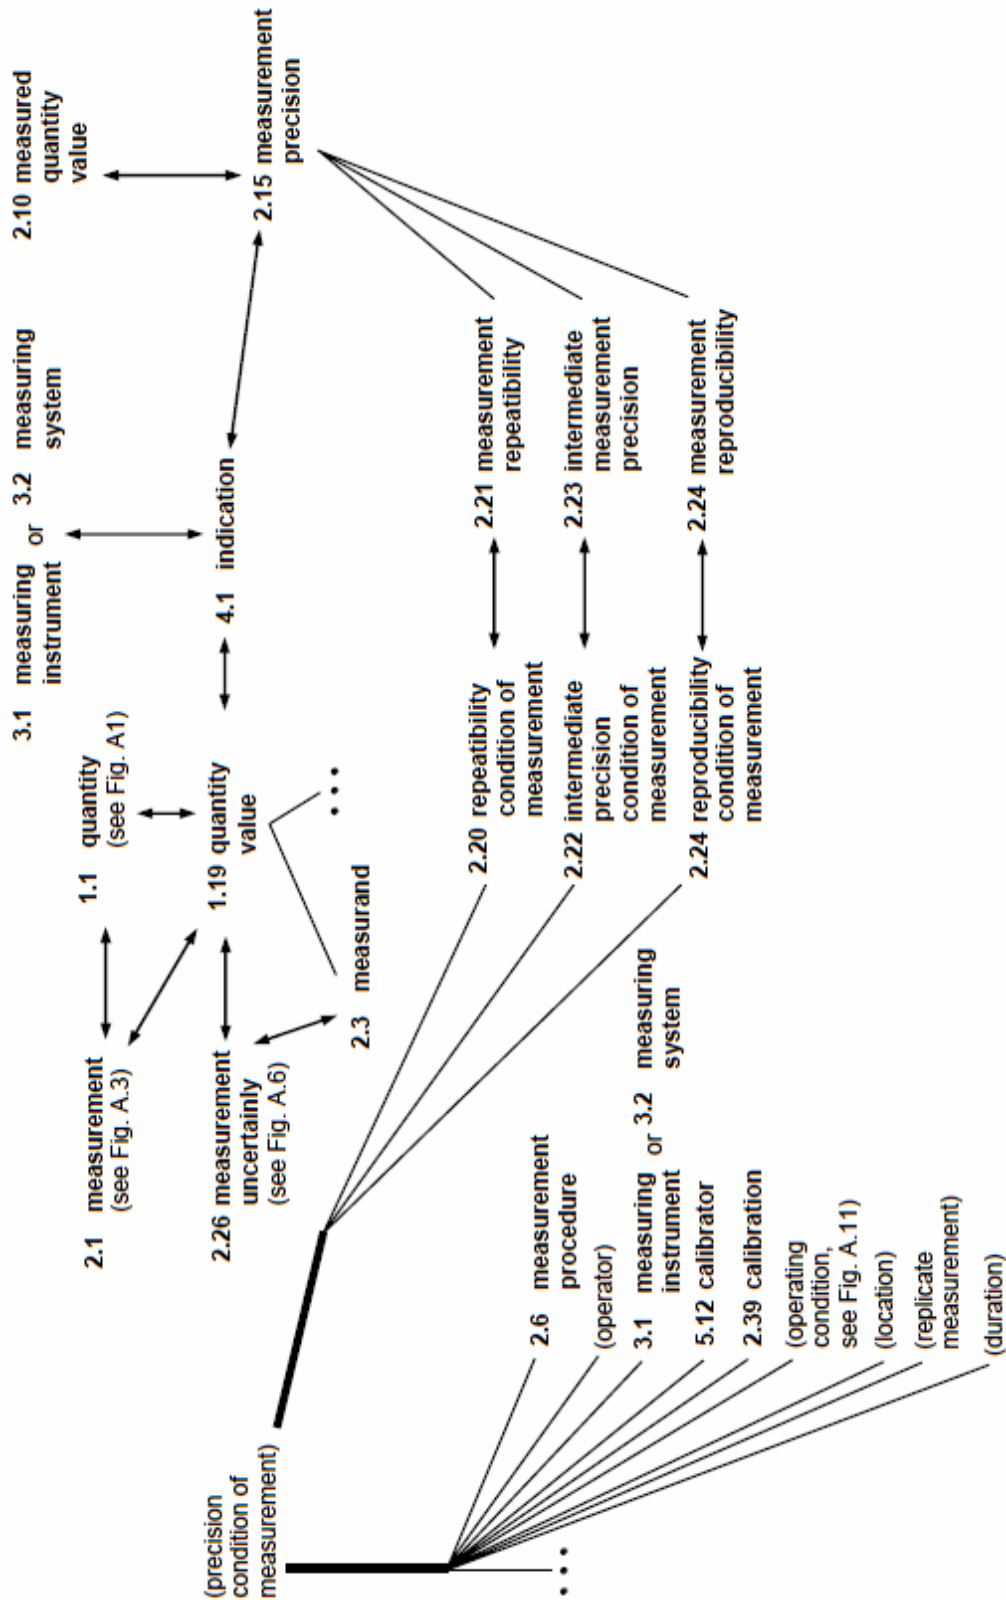 2.10 measured
quantity
value
3.1 measuring
instrument
or
3.2 measuring
system
1.1 quantity
(see Fig. A1)
2.1 measurement
(see Fig. A.3)
2.15 measurement
precision
4.1 indication
1.19 quantity
value
2.26 measurement
uncertainly
(see Fig. A.6)
2.3 measurand
...
(precision
condition of
measurement)
2.21 measurement
repeatibility
2.20 repeatibility
condition of
measurement
2.23 intermediate
measurement
precision
2.22 intermediate
precision
condition of
measurement
2.24 measurement
reproducibility
2.24 reproducibility
condition of
measurement
2.6 measurement
procedure
(operator)
3.1 measuring
instrument
or
3.2 measuring
system
5.12 calibrator
2.39 calibration
(operating
condition,
see Fig. A.11)
(location)
(replicate
measurement)
(duration)
...